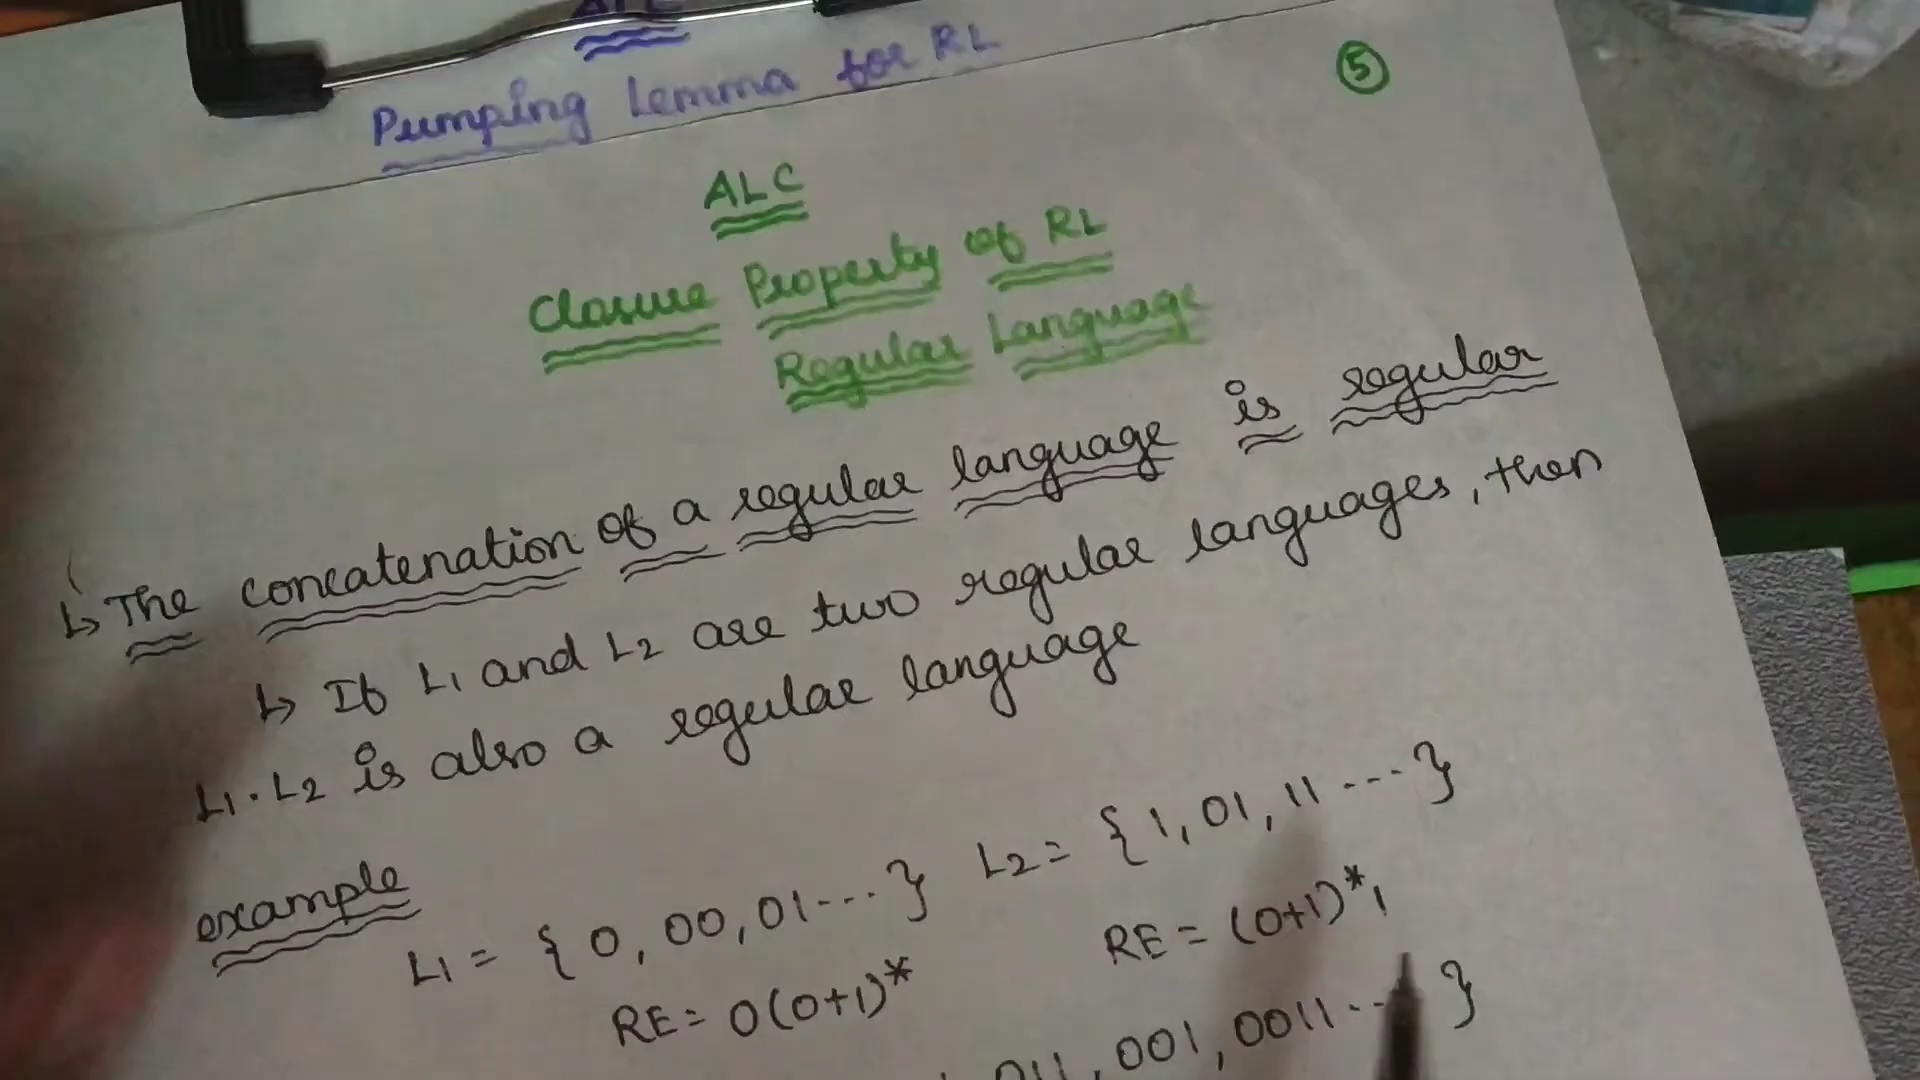 Pumping Lemma for RL
5
ALC
Closure Property of RL
Regular Language
↳ The concatenation of a regular language is regular
↳ If L1 and L2 are two regular languages, then
L1.L2 is also a regular language
example
L1 = { 0, 00, 01--- } L2 = { 1, 01, 11 --- }
RE = 0(0+1)* RE = (0+1)*1
011, 001, 0011--- }